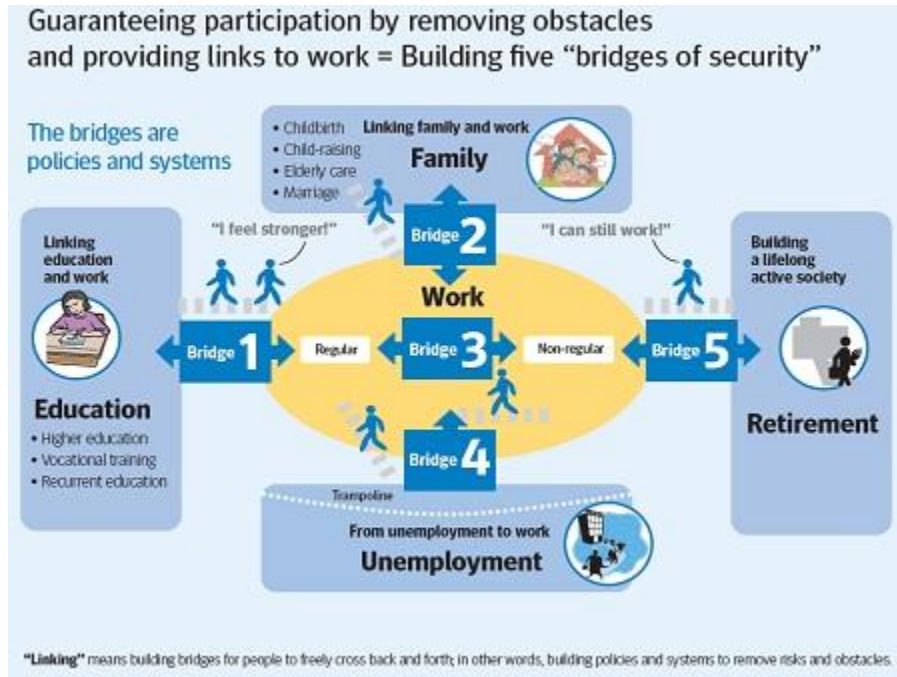 Guaranteeing participation by removing obstacles
and providing links to work = Building five “bridges of security”
The bridges are
policies and systems
• Childbirth
• Child-raising
• Elderly care
• Marriage
Linking family and work
Family
“I feel stronger!”
Bridge 2
“I can still work!”
Linking
education
and work
Building
a lifelong
active society
Work
Bridge 1
Regular
Bridge 3
Non-regular
Bridge 5
Education
• Higher education
• Vocational training
• Recurrent education
Retirement
Bridge 4
Trampoline
From unemployment to work
Unemployment
“Linking” means building bridges for people to freely cross back and forth; in other words, building policies and systems to remove risks and obstacles.